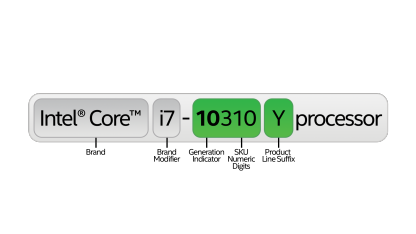 Intel® Core™ i7-10310 Y processor
Brand
Brand
Modifier
Generation
Indicator
SKU
Numeric
Digits
Product
Line Suffix